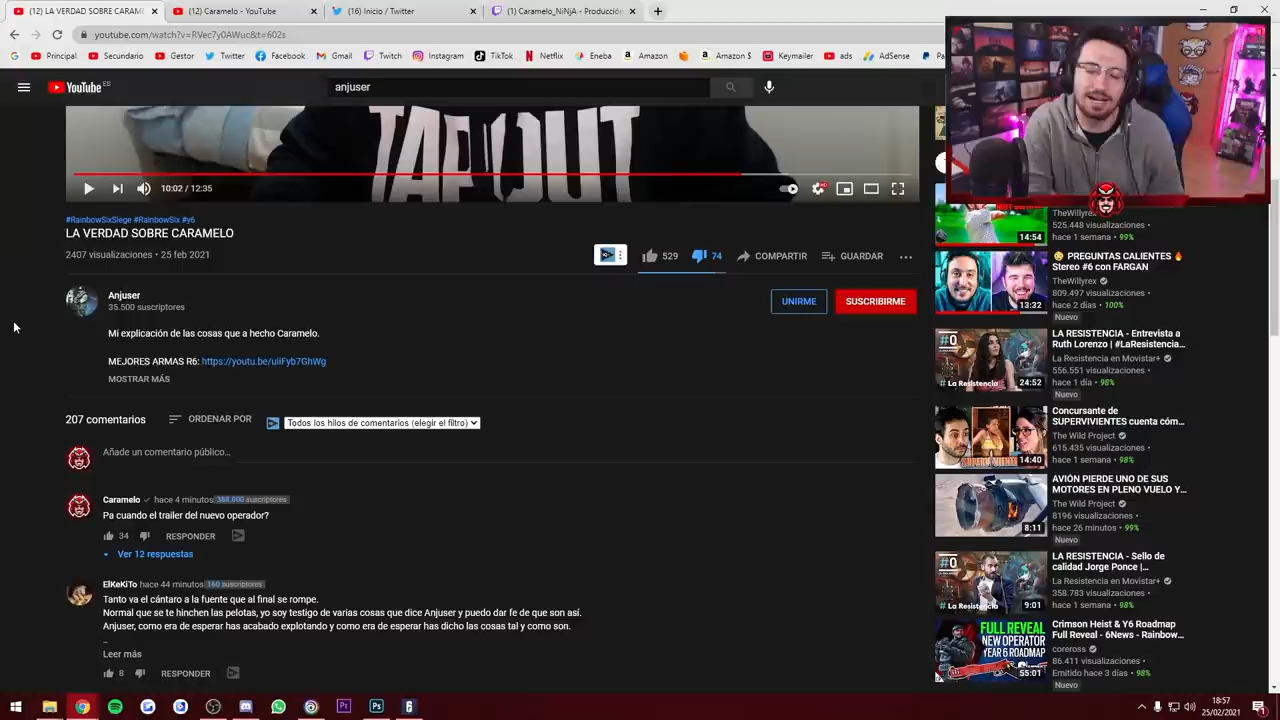 (12) LA VERDAD SOBRE CARAME
(12) Caramelo - YouTube
(16) Inicio / Twitter
(1) Caramelo_NiNjA - Producció
Principal
Secundario
Gestor
Twitter
Facebook
Gmail
Twitch
Instagram
TikTok
Netflix
Eneba
Amazon
Amazon $
Keymailer
ads
AdSense
YouTube ES
anjuser
TAPOUT
10:02 / 12:35
#RainbowSixSiege #RainbowSix #y6
LA VERDAD SOBRE CARAMELO
2407 visualizaciones • 25 feb 2021
529
74
COMPARTIR
GUARDAR
Anjuser
35.500 suscriptores
UNIRME
SUSCRIBIRME
Mi explicación de las cosas que a hecho Caramelo.
MEJORES ARMAS R6: https://youtu.be/uIiFyb7GhWg
MOSTRAR MÁS
207 comentarios
ORDENAR POR
Todos los hilos de comentarios (elegir el filtro)
Añade un comentario público...
Caramelo hace 4 minutos 388.000 suscriptores
Pa cuando el trailer del nuevo operador?
34
RESPONDER
Ver 12 respuestas
ElKeKiTo hace 44 minutos 160 suscriptores
Tanto va el cántaro a la fuente que al final se rompe.
Normal que se te hinchen las pelotas, yo soy testigo de varias cosas que dice Anjuser y puedo dar fe de que son así.
Anjuser, como era de esperar has acabado explotando y como era de esperar has dicho las cosas tal y como son.
_
Leer más
8
RESPONDER
TheWillyrex
525.448 visualizaciones •
hace 1 semana • 99%
14:54
PREGUNTAS CALIENTES
Stereo #6 con FARGAN
TheWillyrex
809.497 visualizaciones •
hace 2 días • 100%
Nuevo
13:32
LA RESISTENCIA - Entrevista a
Ruth Lorenzo | #LaResistencia...
La Resistencia en Movistar+
556.551 visualizaciones •
hace 1 día • 98%
Nuevo
#0
# La Resistencia
24:52
Concursante de
SUPERVIVIENTES cuenta cóm...
The Wild Project
615.435 visualizaciones •
hace 1 semana • 98%
14:40
AVIÓN PIERDE UNO DE SUS
MOTORES EN PLENO VUELO Y...
The Wild Project
8196 visualizaciones •
hace 26 minutos • 99%
Nuevo
8:11
LA RESISTENCIA - Sello de
calidad Jorge Ponce |...
La Resistencia en Movistar+
358.783 visualizaciones •
hace 1 semana • 98%
#0
# La Resistencia
9:01
Crimson Heist & Y6 Roadmap
Full Reveal - 6News - Rainbow...
coreross
86.411 visualizaciones •
Emitido hace 3 días • 98%
Nuevo
FULL REVEAL
NEW OPERATOR
YEAR 6 ROADMAP
55:01
18:57
25/02/2021